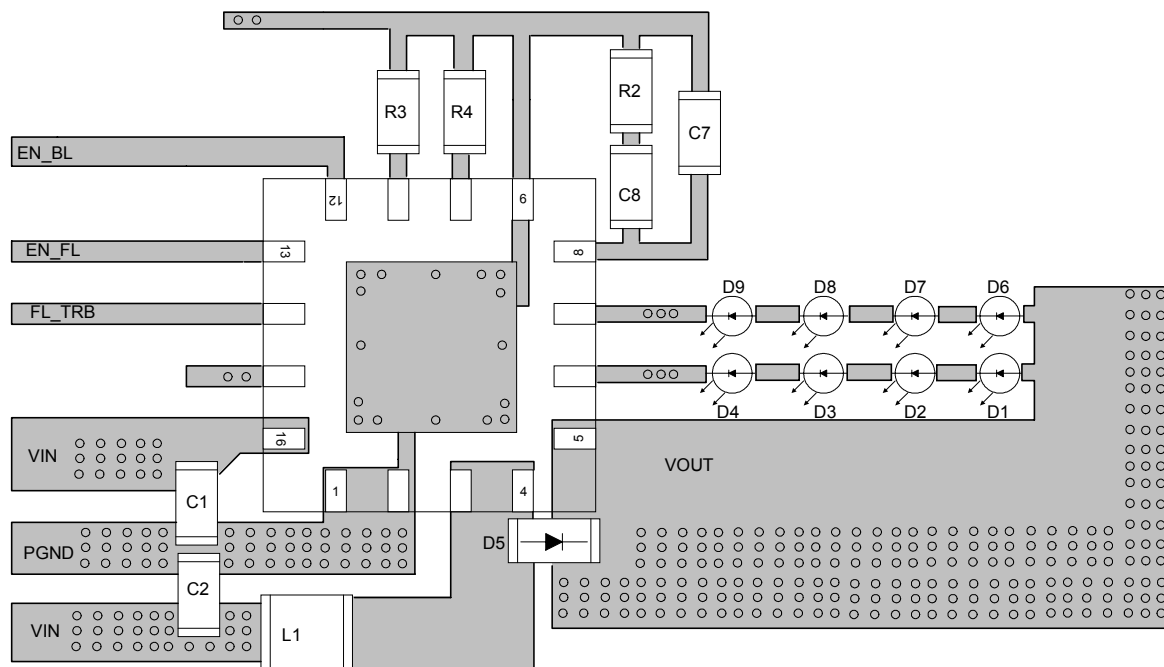 R3
R4
R2
C7
C8
EN_BL
12
9
EN_FL
13
8
FL_TRB
D9
D8
D7
D6
D4
D3
D2
D1
VIN
16
5
VOUT
C1
1
4
PGND
D5
C2
VIN
L1